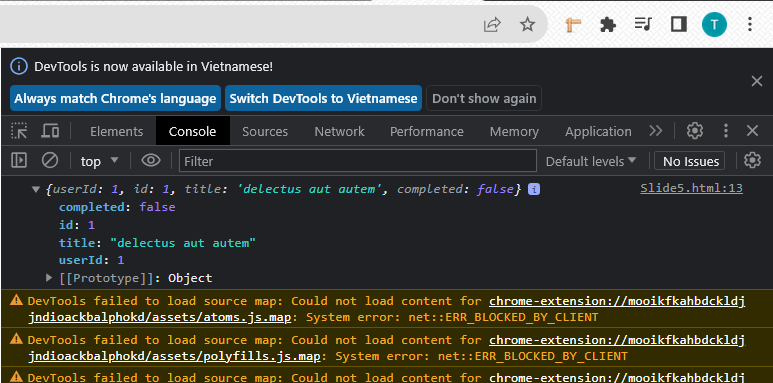 T
DevTools is now available in Vietnamese!
Always match Chrome's language Switch DevTools to Vietnamese Don't show again
Elements Console Sources Network Performance Memory Application
top Filter Default levels No Issues
{userId: 1, id: 1, title: 'delectus aut autem', completed: false} i Slide5.html:13
completed: false
id: 1
title: "delectus aut autem"
userId: 1
[[Prototype]]: Object
DevTools failed to load source map: Could not load content for chrome-extension://mooikfkahbdckldj
jndioackbalphokd/assets/atoms.js.map: System error: net::ERR_BLOCKED_BY_CLIENT
DevTools failed to load source map: Could not load content for chrome-extension://mooikfkahbdckldj
jndioackbalphokd/assets/polyfills.js.map: System error: net::ERR_BLOCKED_BY_CLIENT
DevTools failed to load source map: Could not load content for chrome-extension://mooikfkahbdckldj